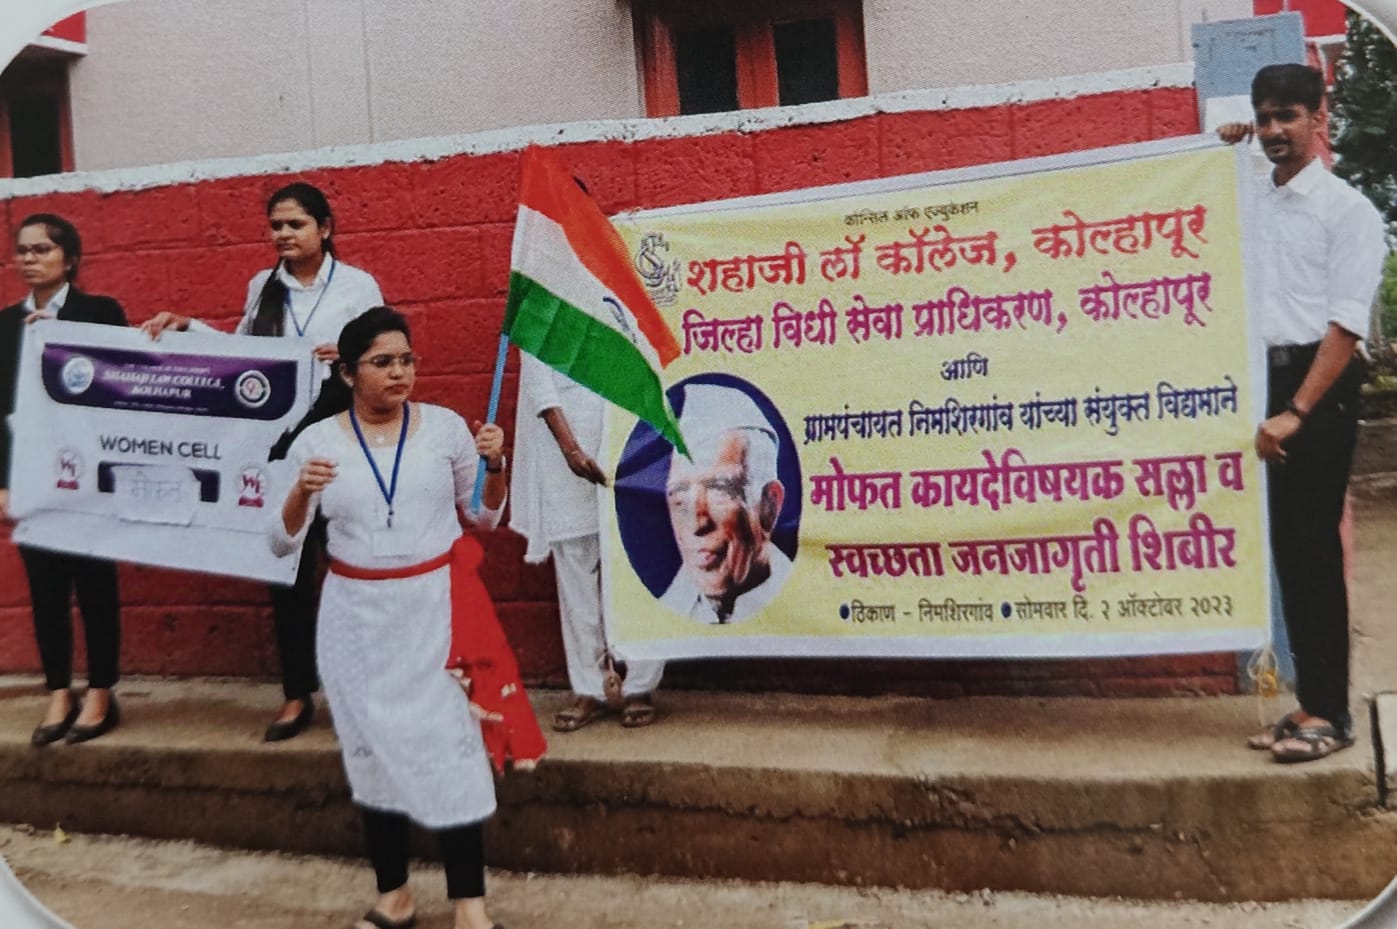 SHAHAJI LAW COLLEGE,
KOLHAPUR
WOMEN CELL
कौन्सिल ऑफ एज्युकेशन
शहाजी लॉ कॉलेज, कोल्हापूर
जिल्हा विधी सेवा प्राधिकरण, कोल्हापूर
आणि
ग्रामपंचायत निमशिरगांव यांच्या संयुक्त विद्यमाने
मोफत कायदेविषयक सल्ला व
स्वच्छता जनजागृती शिबीर
•ठिकाण - निमशिरगांव •सोमवार दि. २ ऑक्टोबर २०२३